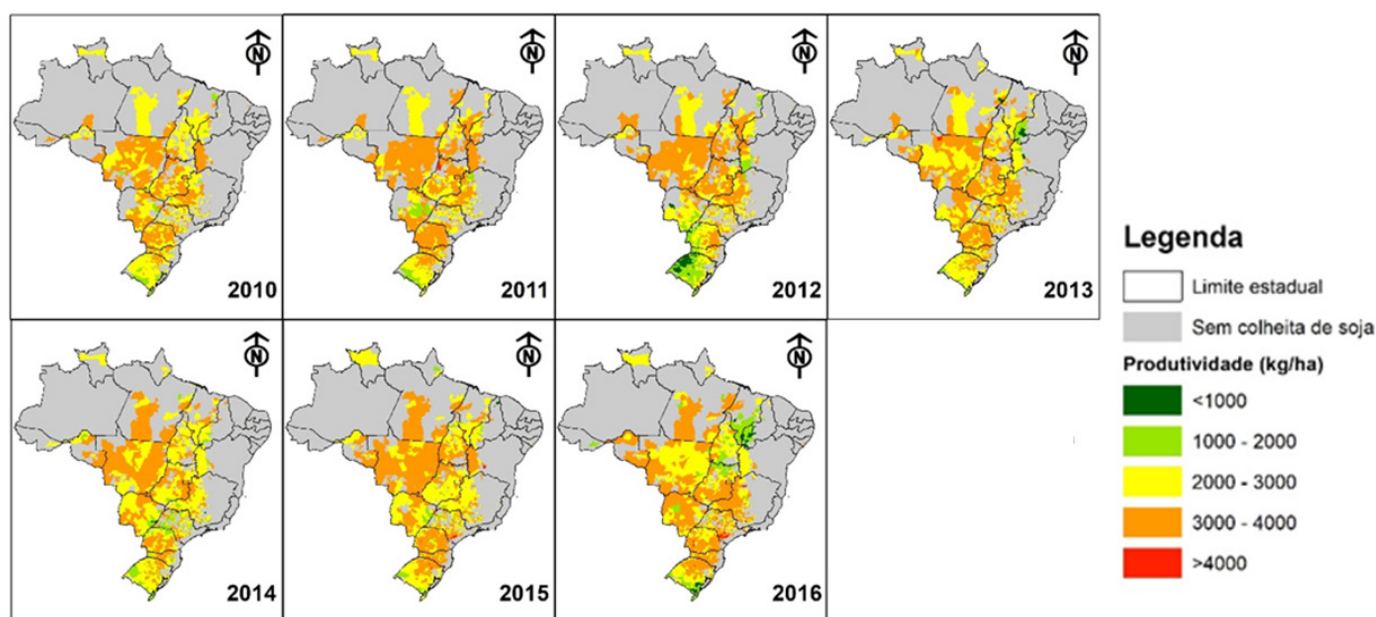 N
N
N
N
2010
2011
2012
2013
N
N
N
2014
2015
2016
Legenda
Limite estadual
Sem colheita de soja
Produtividade (kg/ha)
<1000
1000 - 2000
2000 - 3000
3000 - 4000
>4000